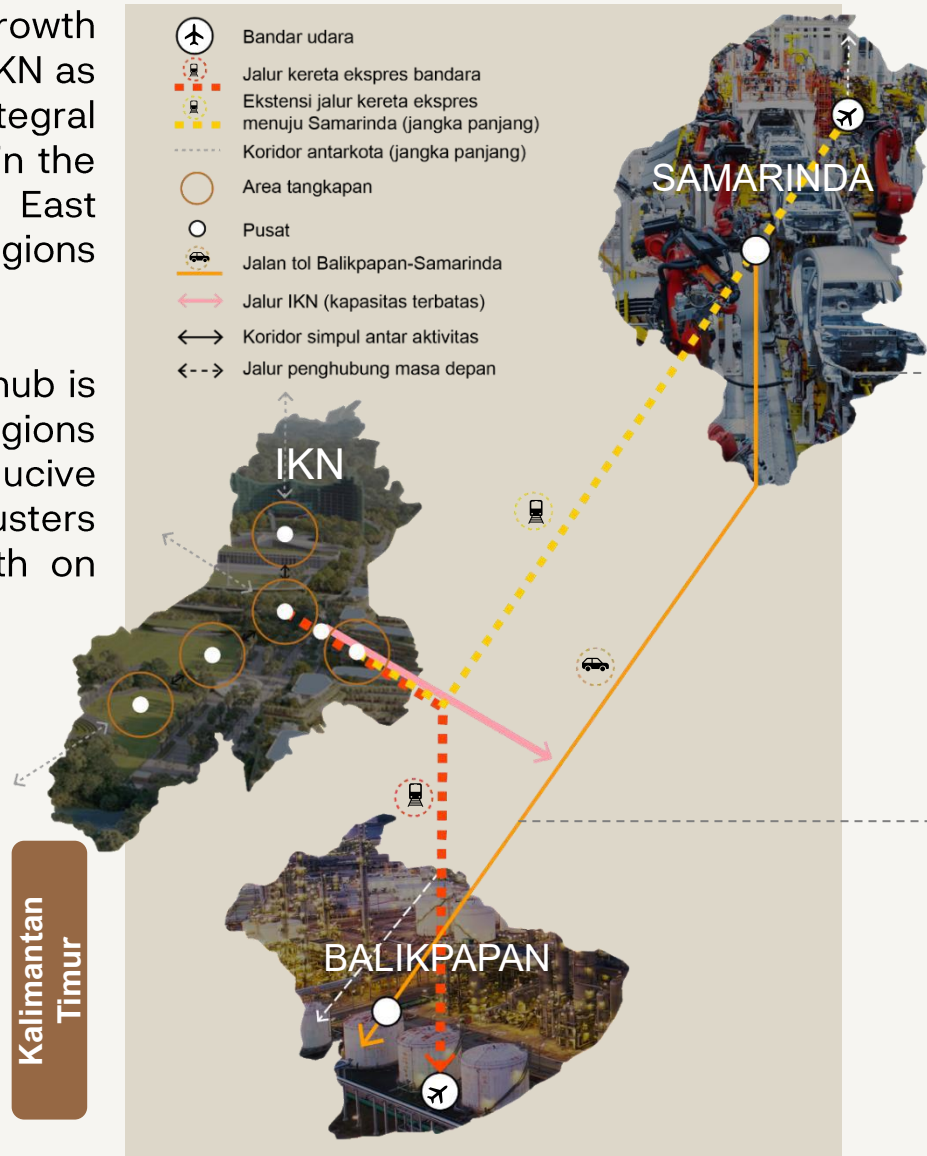 rowth
KN as
tegral
in the
East
gions
hub is
gions
ucive
usters
th on
Bandar udara
Jalur kereta ekspres bandara
Ekstensi jalur kereta ekspres
menuju Samarinda (jangka panjang)
Koridor antarkota (jangka panjang)
Area tangkapan
Pusat
Jalan tol Balikpapan-Samarinda
Jalur IKN (kapasitas terbatas)
Koridor simpul antar aktivitas
Jalur penghubung masa depan
SAMARINDA
IKN
BALIKPAPAN
Kalimantan
Timur